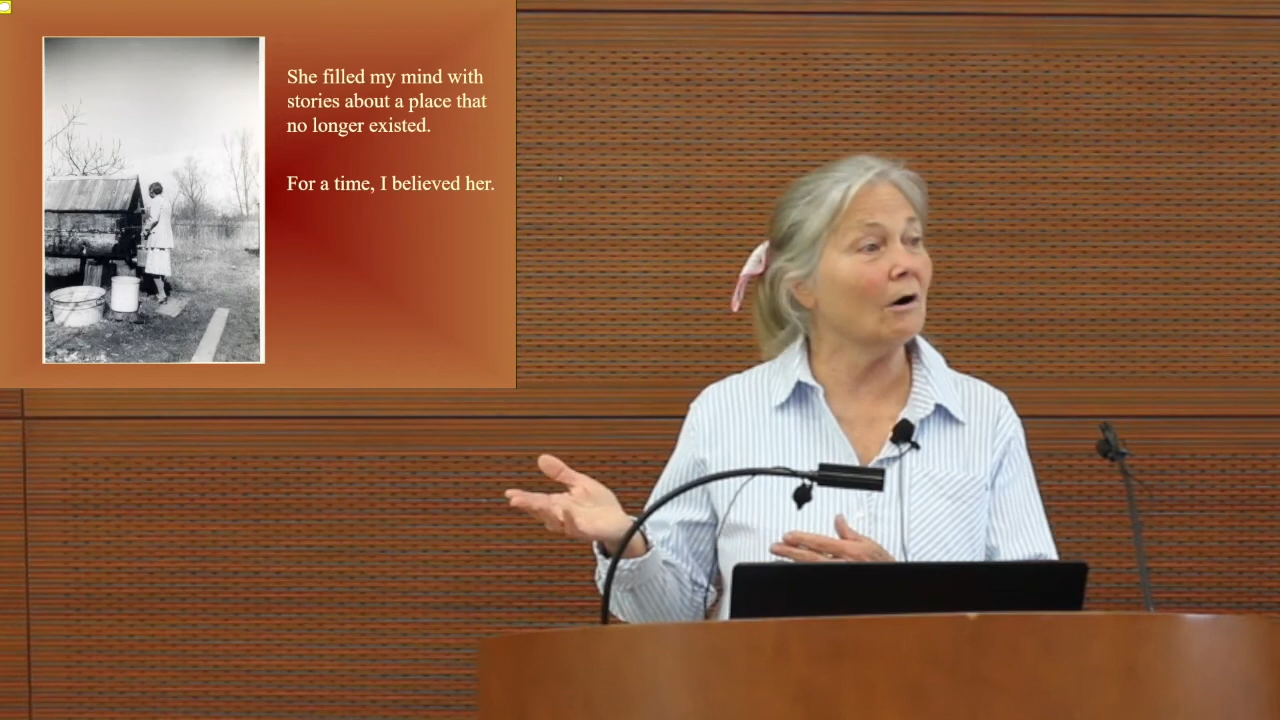 She filled my mind with
stories about a place that
no longer existed.
For a time, I believed her.